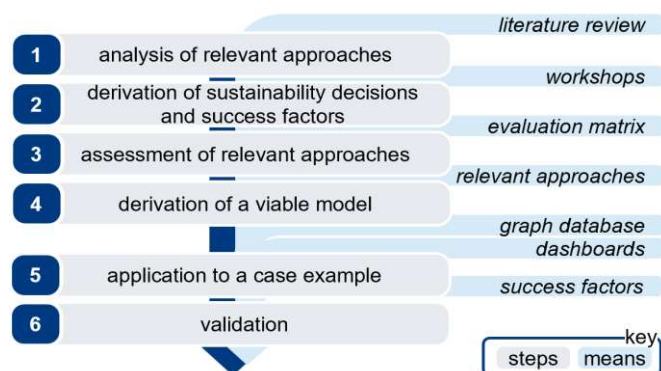 literature review
1 analysis of relevant approaches
workshops
2 derivation of sustainability decisions
and success factors
evaluation matrix
3 assessment of relevant approaches
relevant approaches
4 derivation of a viable model
graph database
dashboards
5 application to a case example
success factors
6 validation
key
steps means